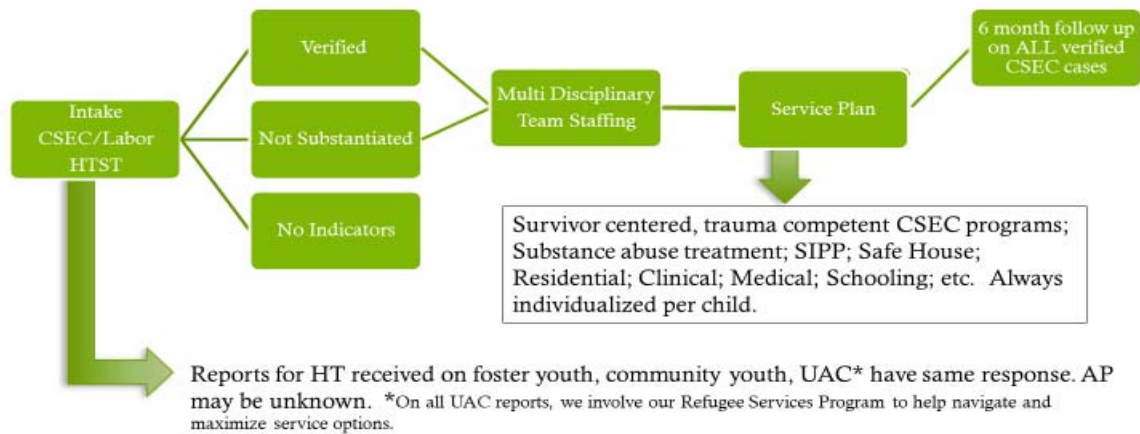 Verified
6 month follow up
on ALL verified
CSEC cases
Intake
CSEC/Labor
HTST
Not Substantiated
Multi Disciplinary
Team Staffing
Service Plan
No Indicators
Survivor centered, trauma competent CSEC programs;
Substance abuse treatment; SIPP; Safe House;
Residential; Clinical; Medical; Schooling; etc.  Always
individualized per child.
Reports for HT received on foster youth, community youth, UAC* have same response. AP
may be unknown.  *On all UAC reports, we involve our Refugee Services Program to help navigate and
maximize service options.